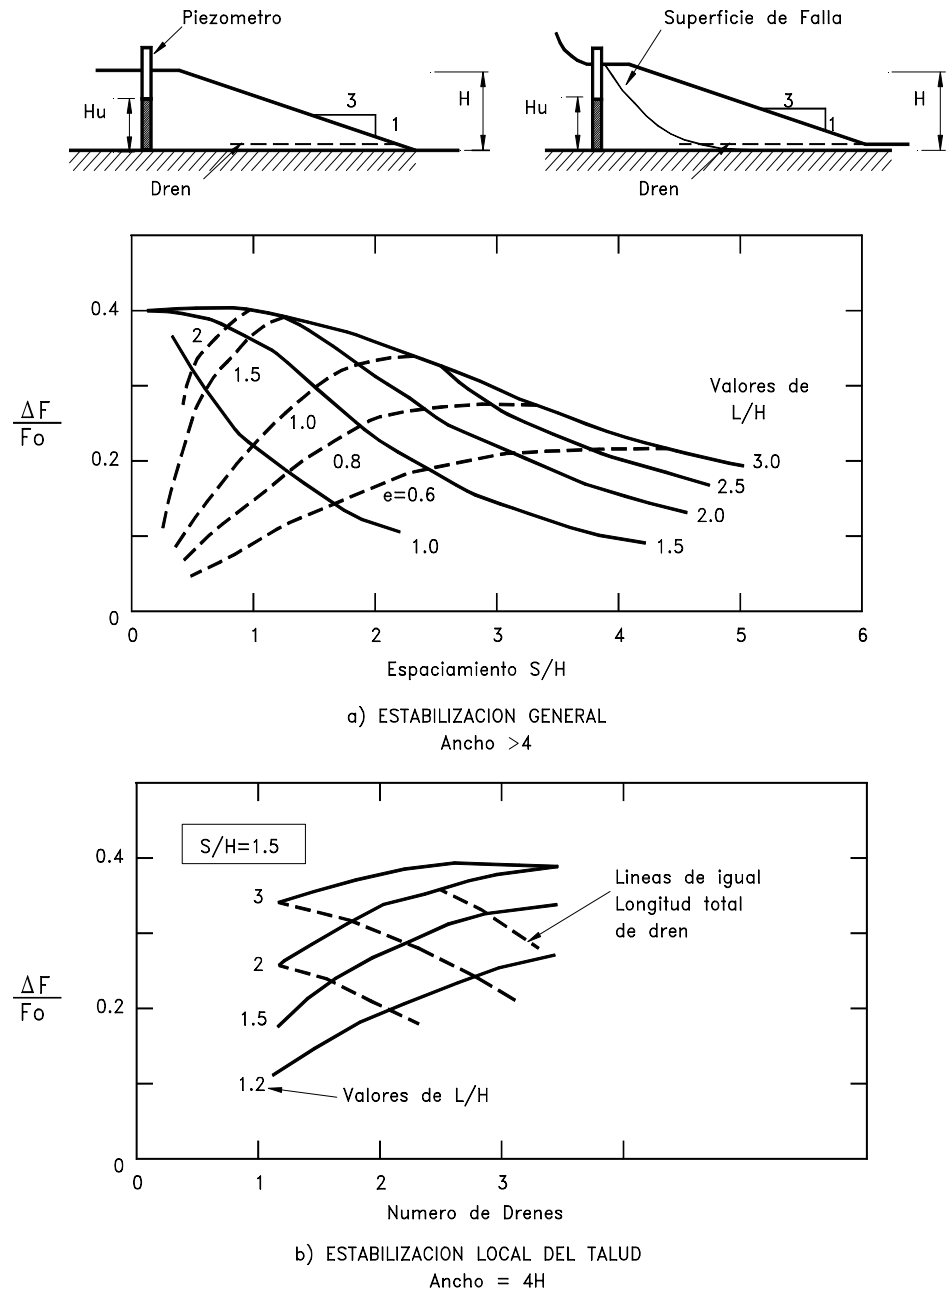 Piezometro
Hu
H
3
1
Dren
Superficie de Falla
Hu
H
3
1
Dren
0.4
0.2
0
ΔF
Fo
2
1.5
1.0
0.8
e=0.6
Valores de
L/H
3.0
2.5
2.0
1.5
1.0
0 1 2 3 4 5 6
Espaciamiento S/H
a) ESTABILIZACION GENERAL
Ancho >4
S/H=1.5
0.4
0.2
0
ΔF
Fo
3
2
1.5
1.2
Valores de L/H
Lineas de igual
Longitud total
de dren
0 1 2 3
Numero de Drenes
b) ESTABILIZACION LOCAL DEL TALUD
Ancho = 4H